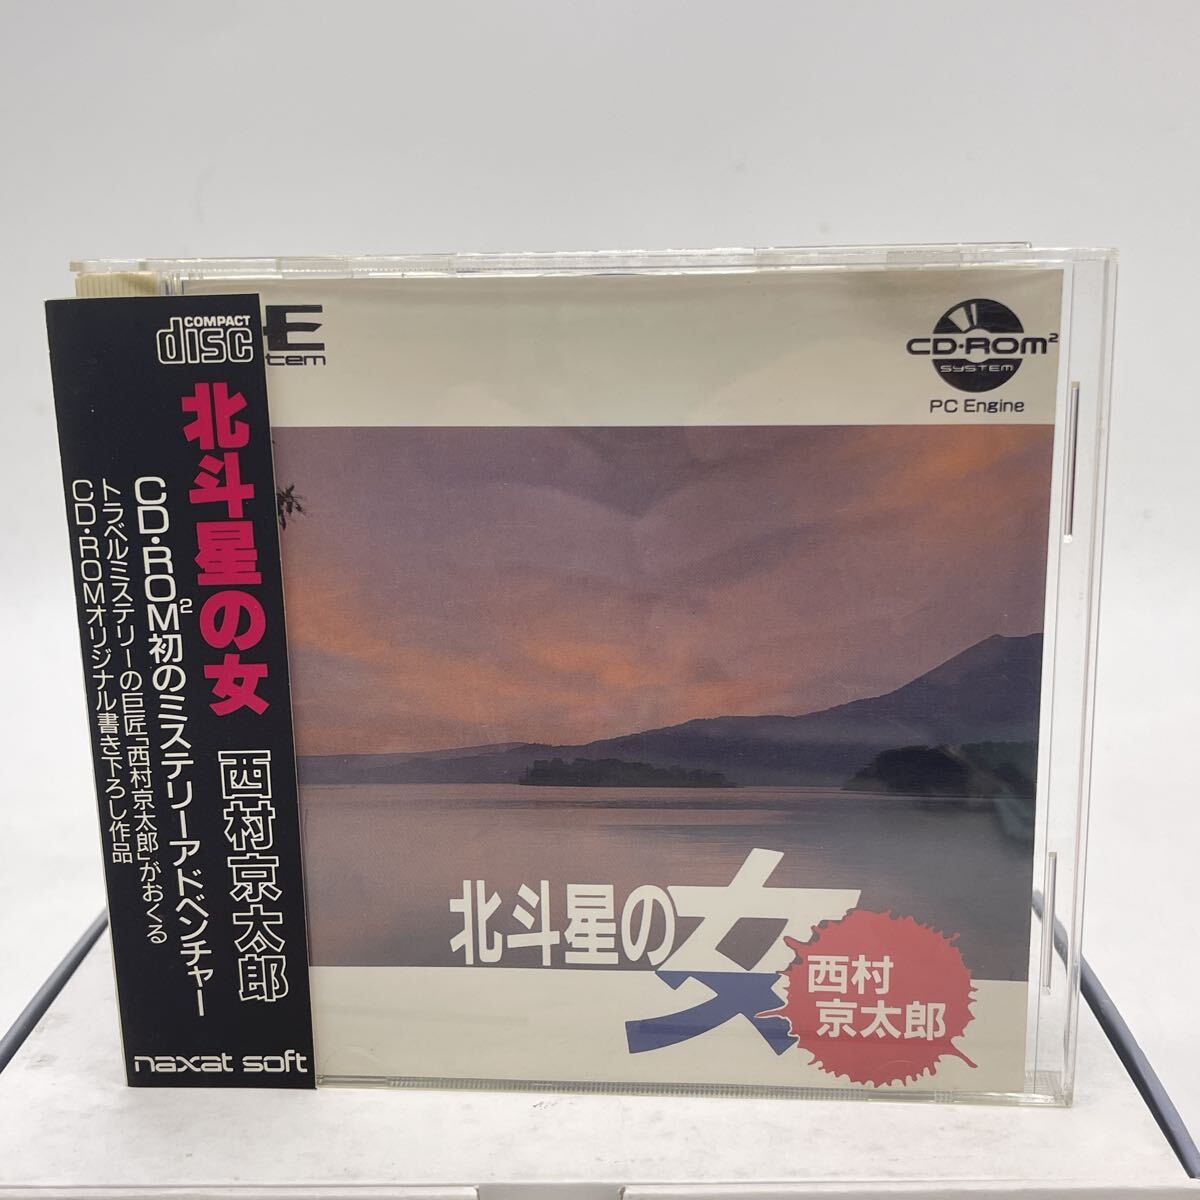 COMPACT
disc
北斗星の女 西村京太郎
CD・ROM²初のミステリーアドベンチャー
トラベルミステリーの巨匠「西村京太郎」がおくる
CD・ROMオリジナル書き下ろし作品
naxat soft
E
tem
CD・ROM²
SYSTEM
PC Engine
北斗星の女
西村
京太郎